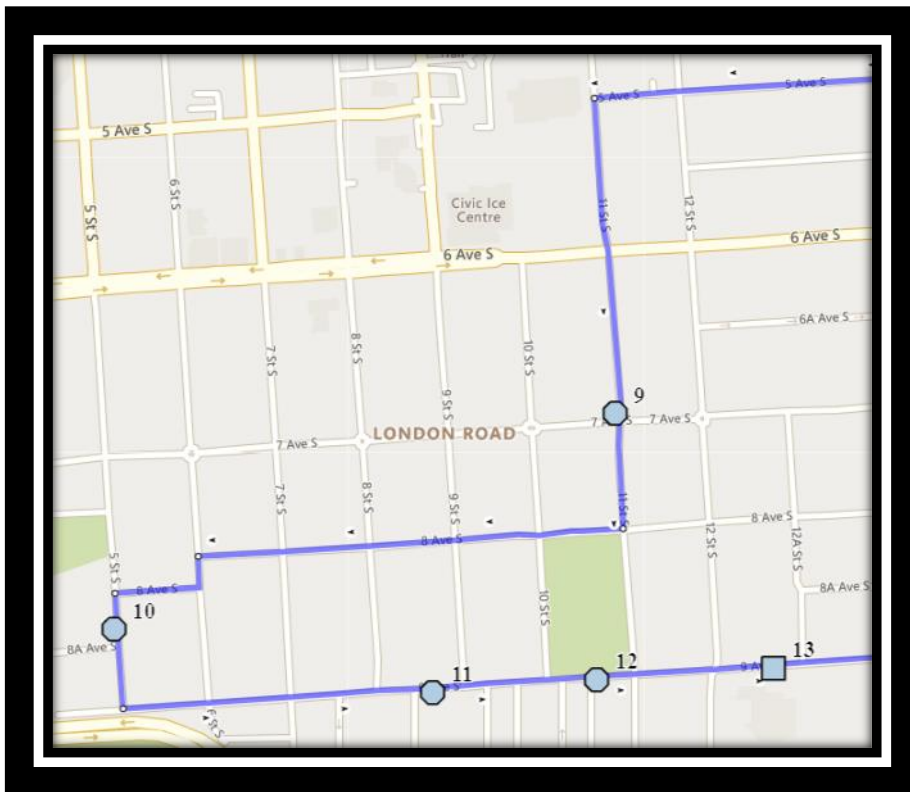 5 Ave S
5 Ave S
5 Ave S
5 St S
6 St S
Civic Ice
Centre
11 St S
12 St S
6 Ave S
6 Ave S
6A Ave S
7 St S
8 St S
9 St S
10 St S
9
7 Ave S
LONDON ROAD
7 Ave S
7 St S
8 St S
9 St S
11 St S
8 Ave S
12 St S
12A St S
8 Ave S
5 St S
8 Ave S
10 St S
8A Ave S
10
8A Ave S
11
12
13
6 St S